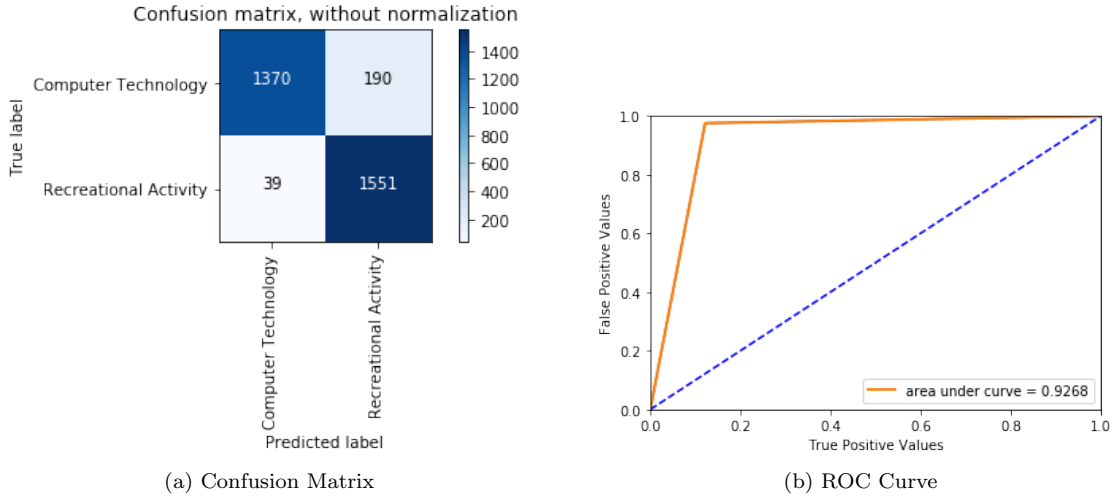 Confusion matrix, without normalization
True label
Computer Technology
Recreational Activity
1370 190
39 1551
1400
1200
1000
800
600
400
200
Computer Technology
Recreational Activity
Predicted label
(a) Confusion Matrix
False Positive Values
1.0
0.8
0.6
0.4
0.2
0.0
area under curve = 0.9268
0.0 0.2 0.4 0.6 0.8 1.0
True Positive Values
(b) ROC Curve